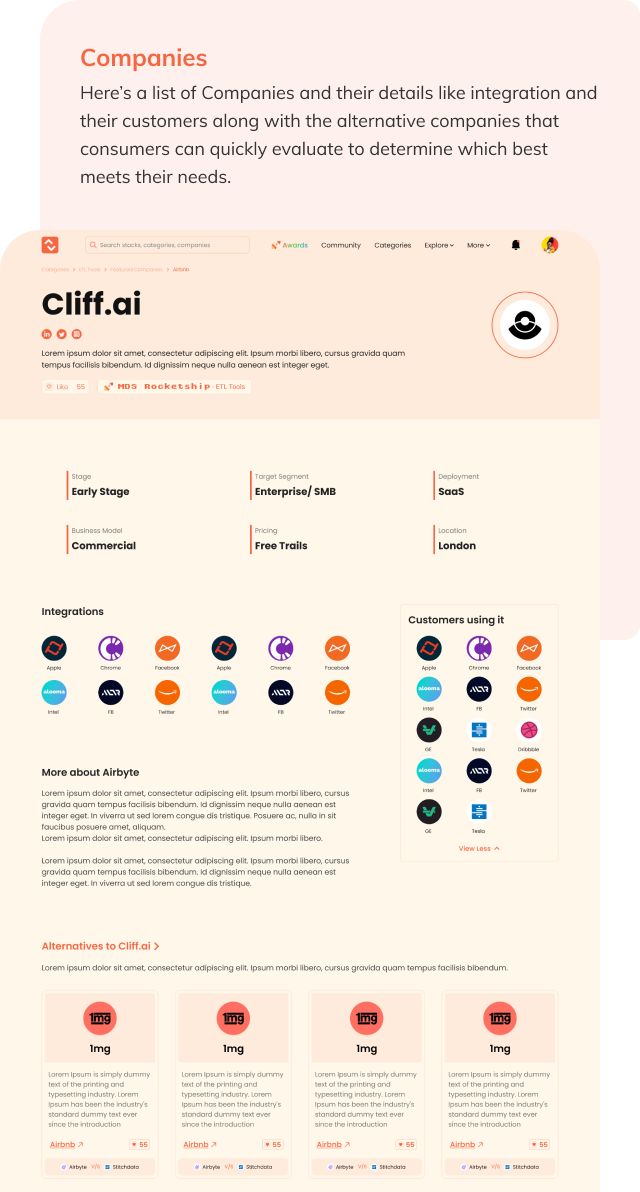 Companies
Here's a list of Companies and their details like integration and
their customers along with the alternative companies that
consumers can quickly evaluate to determine which best
meets their needs.
Search stacks, categories, companies
Awards Community Categories Explore More
Categories > ETL Tools > Featured Companies > Airbnb
Cliff.ai
Lorem ipsum dolor sit amet, consectetur adipiscing elit. Ipsum morbi libero, cursus gravida quam
tempus facilisis bibendum. Id dignissim neque nulla aenean est integer eget.
Like 55 MDS Rocketship - ETL Tools
Stage Target Segment Deployment
Early Stage Enterprise/ SMB SaaS
Business Model Pricing Location
Commercial Free Trails London
Integrations
Apple Chrome Facebook Apple Chrome Facebook
alooma alooma
Intel FB Twitter Intel FB Twitter
Customers using it
Apple Chrome Facebook
alooma
Intel FB Twitter
GE Tesla Dribbble
alooma
Intel FB Twitter
GE Tesla
View Less
More about Airbyte
Lorem ipsum dolor sit amet, consectetur adipiscing elit. Ipsum morbi libero, cursus
gravida quam tempus facilisis bibendum. Id dignissim neque nulla aenean est
integer eget. In viverra ut sed lorem congue dis tristique. Posuere ac, nulla in sit
faucibus posuere amet, aliquam.
Lorem ipsum dolor sit amet, consectetur adipiscing elit. Ipsum morbi libero.
Lorem ipsum dolor sit amet, consectetur adipiscing elit. Ipsum morbi libero, cursus
gravida quam tempus facilisis bibendum. Id dignissim neque nulla aenean est
integer eget. In viverra ut sed lorem congue dis tristique.
Alternatives to Cliff.ai >
Lorem ipsum dolor sit amet, consectetur adipiscing elit. Ipsum morbi libero, cursus gravida quam tempus facilisis bibendum.
1mg
1mg
Lorem Ipsum is simply dummy
text of the printing and
typesetting industry. Lorem
Ipsum has been the industry's
standard dummy text ever
since the introduction
Airbnb 55
Airbyte V/S Stitchdata
1mg
1mg
Lorem Ipsum is simply dummy
text of the printing and
typesetting industry. Lorem
Ipsum has been the industry's
standard dummy text ever
since the introduction
Airbnb 55
Airbyte V/S Stitchdata
1mg
1mg
Lorem Ipsum is simply dummy
text of the printing and
typesetting industry. Lorem
Ipsum has been the industry's
standard dummy text ever
since the introduction
Airbnb 55
Airbyte V/S Stitchdata
1mg
1mg
Lorem Ipsum is simply dummy
text of the printing and
typesetting industry. Lorem
Ipsum has been the industry's
standard dummy text ever
since the introduction
Airbnb 55
Airbyte V/S Stitchdata